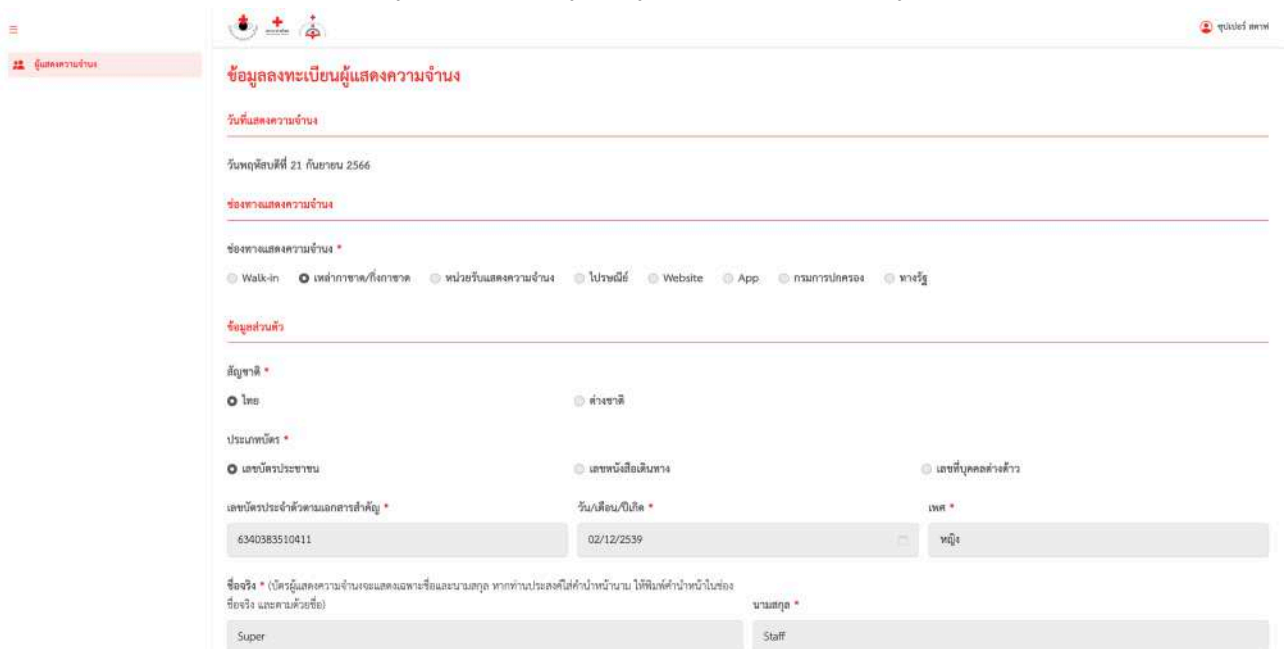 ซุปเปอร์ สตาฟ
ผู้แสดงความจำนง
ข้อมูลลงทะเบียนผู้แสดงความจำนง
วันที่แสดงความจำนง
วันพฤหัสบดีที่ 21 กันยายน 2566
ช่องทางแสดงความจำนง
ช่องทางแสดงความจำนง *
Walk-in เหล่ากาชาด/กิ่งกาชาด หน่วยรับแสดงความจำนง ไปรษณีย์ Website App กรมการปกครอง ทางรัฐ
ข้อมูลส่วนตัว
สัญชาติ *
ไทย ต่างชาติ
ประเภทบัตร *
เลขบัตรประชาชน เลขหนังสือเดินทาง เลขที่บุคคลต่างด้าว
เลขบัตรประจำตัวตามเอกสารสำคัญ * วัน/เดือน/ปีเกิด * เพศ *
6340383510411 02/12/2539 หญิง
ชื่อจริง * (บัตรผู้แสดงความจำนงจะแสดงเฉพาะชื่อและนามสกุล หากท่านประสงค์ใส่คำนำหน้านาม ให้พิมพ์คำนำหน้าในช่อง
ชื่อจริง และตามด้วยชื่อ) นามสกุล *
Super Staff